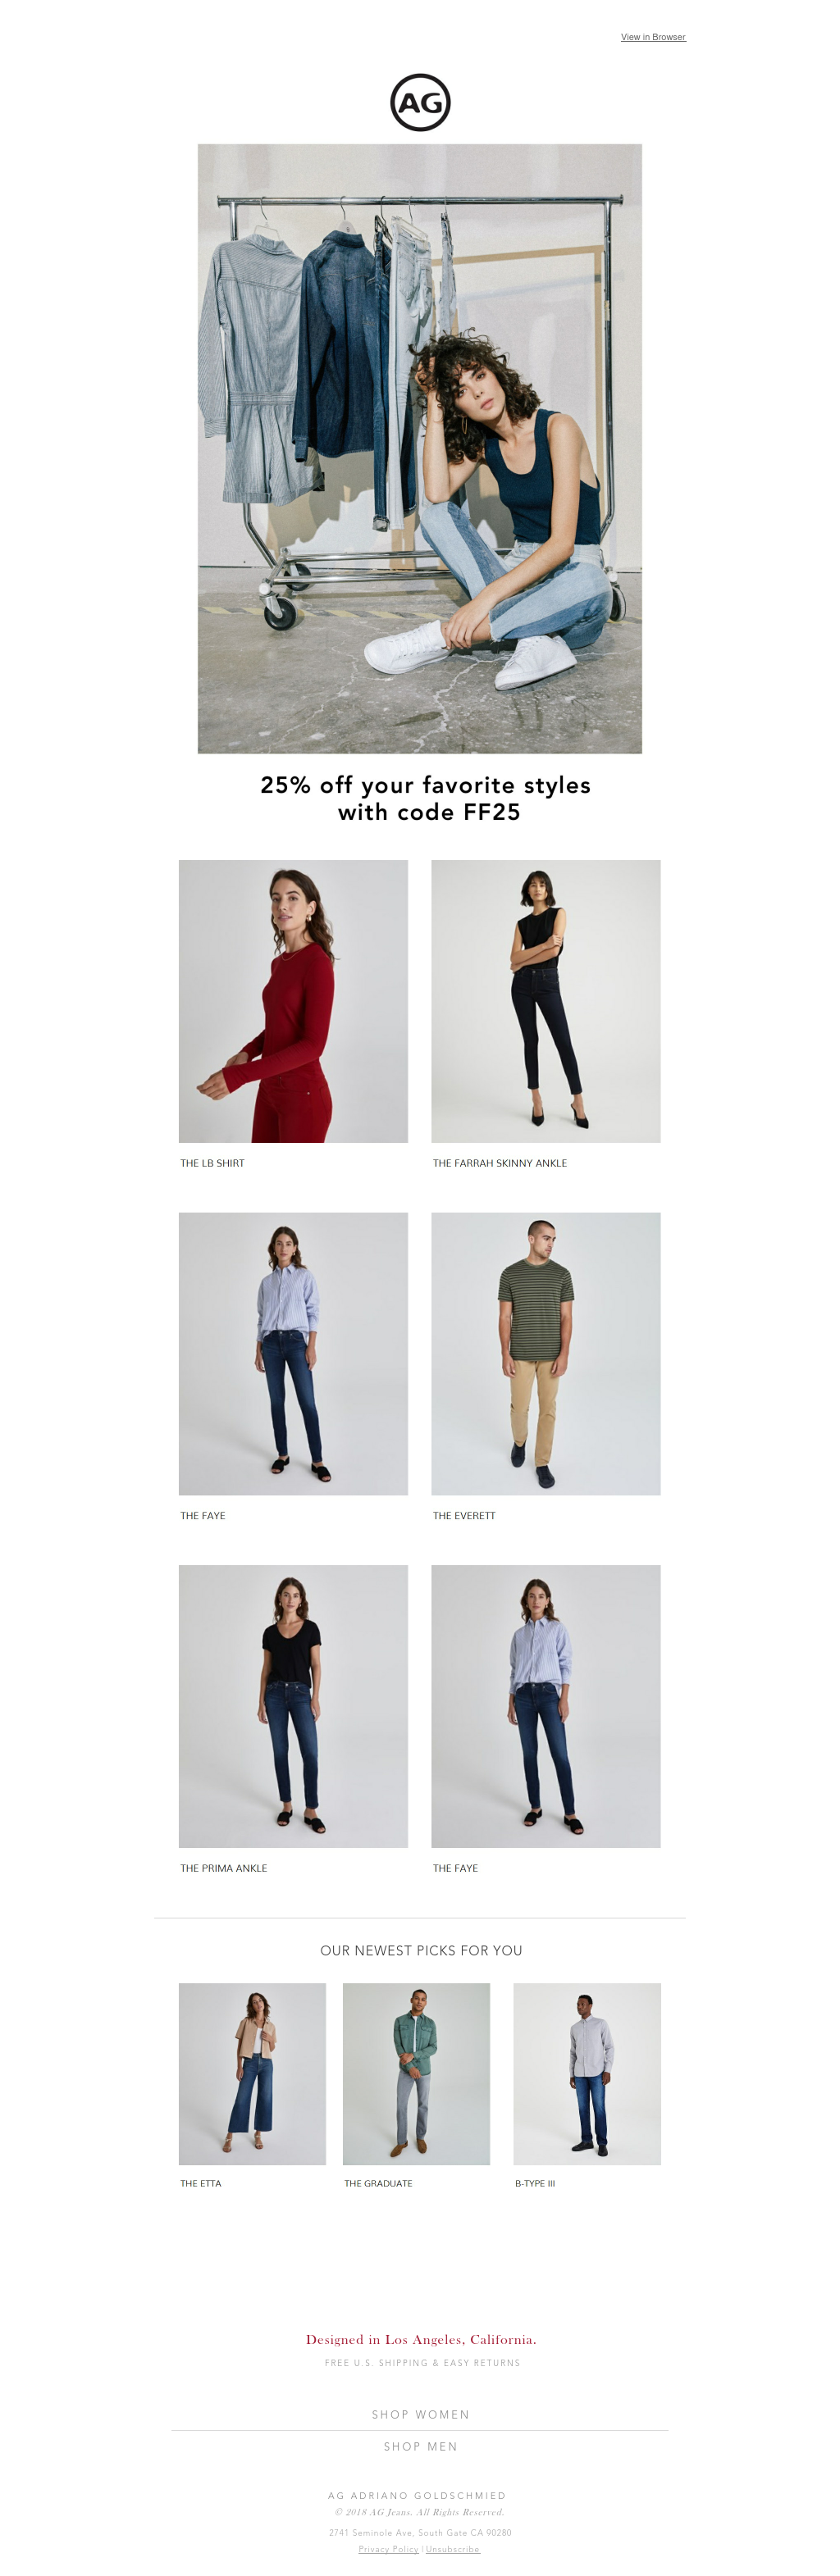 View in Browser
AG
25% off your favorite styles
with code FF25
THE LB SHIRT
THE FARRAH SKINNY ANKLE
THE FAYE
THE EVERETT
THE PRIMA ANKLE
THE FAYE
OUR NEWEST PICKS FOR YOU
THE ETTA
THE GRADUATE
B-TYPE III
Designed in Los Angeles, California.
FREE U.S. SHIPPING & EASY RETURNS
SHOP WOMEN
SHOP MEN
AG ADRIANO GOLDSCHMIED
© 2018 AG Jeans. All Rights Reserved.
2741 Seminole Ave, South Gate CA 90280
Privacy Policy | Unsubscribe